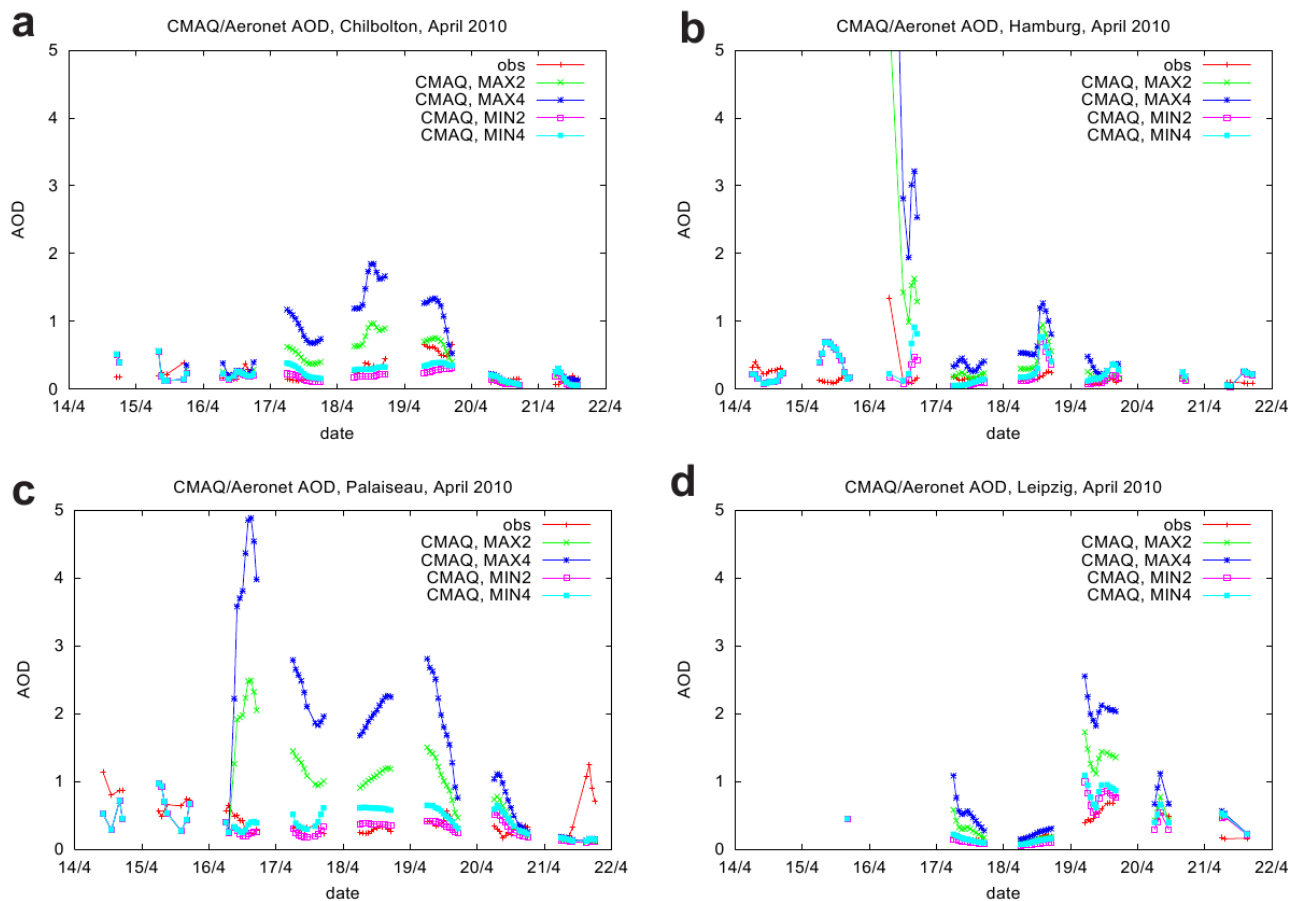 a
CMAQ/Aeronet AOD, Chilbolton, April 2010
5
4
3
2
1
0
AOD
obs
CMAQ, MAX2
CMAQ, MAX4
CMAQ, MIN2
CMAQ, MIN4
14/4 15/4 16/4 17/4 18/4 19/4 20/4 21/4 22/4
date
b
CMAQ/Aeronet AOD, Hamburg, April 2010
5
4
3
2
1
0
AOD
obs
CMAQ, MAX2
CMAQ, MAX4
CMAQ, MIN2
CMAQ, MIN4
14/4 15/4 16/4 17/4 18/4 19/4 20/4 21/4 22/4
date
c
CMAQ/Aeronet AOD, Palaiseau, April 2010
5
4
3
2
1
0
AOD
obs
CMAQ, MAX2
CMAQ, MAX4
CMAQ, MIN2
CMAQ, MIN4
14/4 15/4 16/4 17/4 18/4 19/4 20/4 21/4 22/4
date
d
CMAQ/Aeronet AOD, Leipzig, April 2010
5
4
3
2
1
0
AOD
obs
CMAQ, MAX2
CMAQ, MAX4
CMAQ, MIN2
CMAQ, MIN4
14/4 15/4 16/4 17/4 18/4 19/4 20/4 21/4 22/4
date